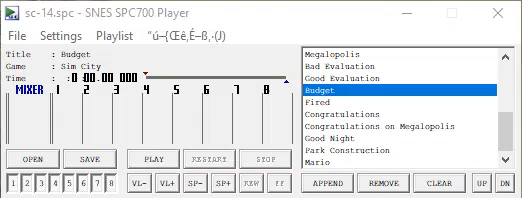 sc-14.spc - SNES SPC700 Player
File Settings Playlist “ú–{Œê‚É–ß‚·(J)
Title : Budget
Game : Sim City
Time : :0:00.00 000
MIXER 1 2 3 4 5 6 7 8
OPEN SAVE PLAY RESTART STOP
1 2 3 4 5 6 7 8 VL- VL+ SP- SP+ REW FF
Megalopolis
Bad Evaluation
Good Evaluation
Budget
Fired
Congratulations
Congratulations on Megalopolis
Good Night
Park Construction
Mario
APPEND REMOVE CLEAR UP DN